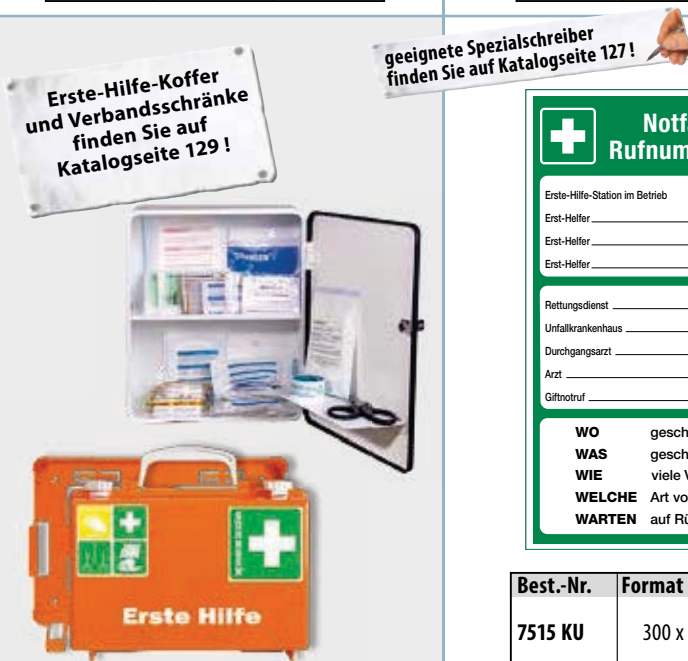 Erste-Hilfe-Koffer
und Verbandsschränke
finden Sie auf
Katalogseite 129 !
geeignete Spezialschreiber
finden Sie auf Katalogseite 127 !
Erste Hilfe
Notf
Rufnum
Erste-Hilfe-Station im Betrieb
Erst-Helfer
Erst-Helfer
Erst-Helfer
Rettungsdienst
Unfallkrankenhaus
Durchgangsarzt
Arzt
Giftnotruf
WO gesch
WAS gesch
WIE viele V
WELCHE Art vo
WARTEN auf Rü
Best.-Nr. Format
7515 KU 300 x